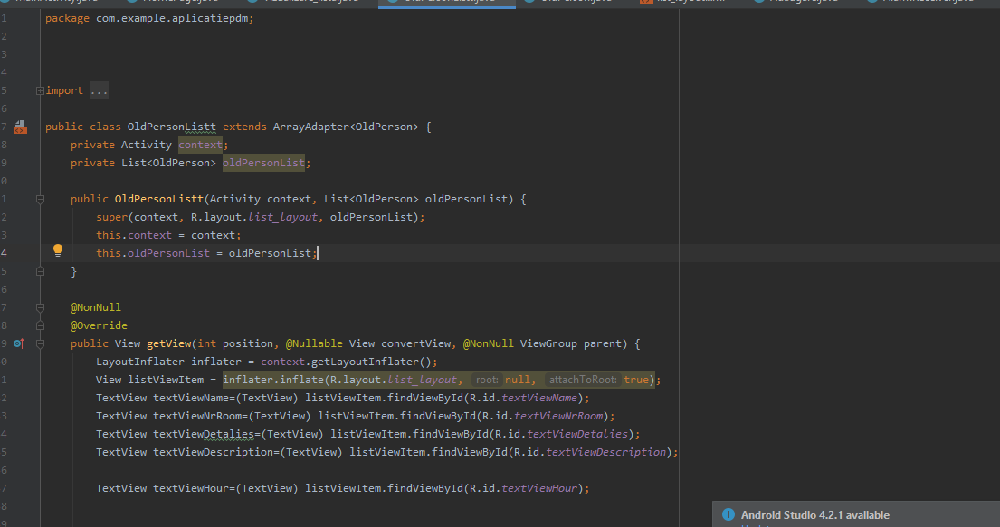 package com.example.aplicatiepdm;
import ...
public class OldPersonListt extends ArrayAdapter<OldPerson> {
private Activity context;
private List<OldPerson> oldPersonList;
public OldPersonListt(Activity context, List<OldPerson> oldPersonList) {
super(context, R.layout.list_layout, oldPersonList);
this.context = context;
this.oldPersonList = oldPersonList;
}
@NonNull
@Override
public View getView(int position, @Nullable View convertView, @NonNull ViewGroup parent) {
LayoutInflater inflater = context.getLayoutInflater();
View listViewItem = inflater.inflate(R.layout.list_layout, root: null, attachToRoot: true);
TextView textViewName=(TextView) listViewItem.findViewById(R.id.textViewName);
TextView textViewNrRoom=(TextView) listViewItem.findViewById(R.id.textViewNrRoom);
TextView textViewDetalies=(TextView) listViewItem.findViewById(R.id.textViewDetalies);
TextView textViewDescription=(TextView) listViewItem.findViewById(R.id.textViewDescription);
TextView textViewHour=(TextView) listViewItem.findViewById(R.id.textViewHour);
Android Studio 4.2.1 available